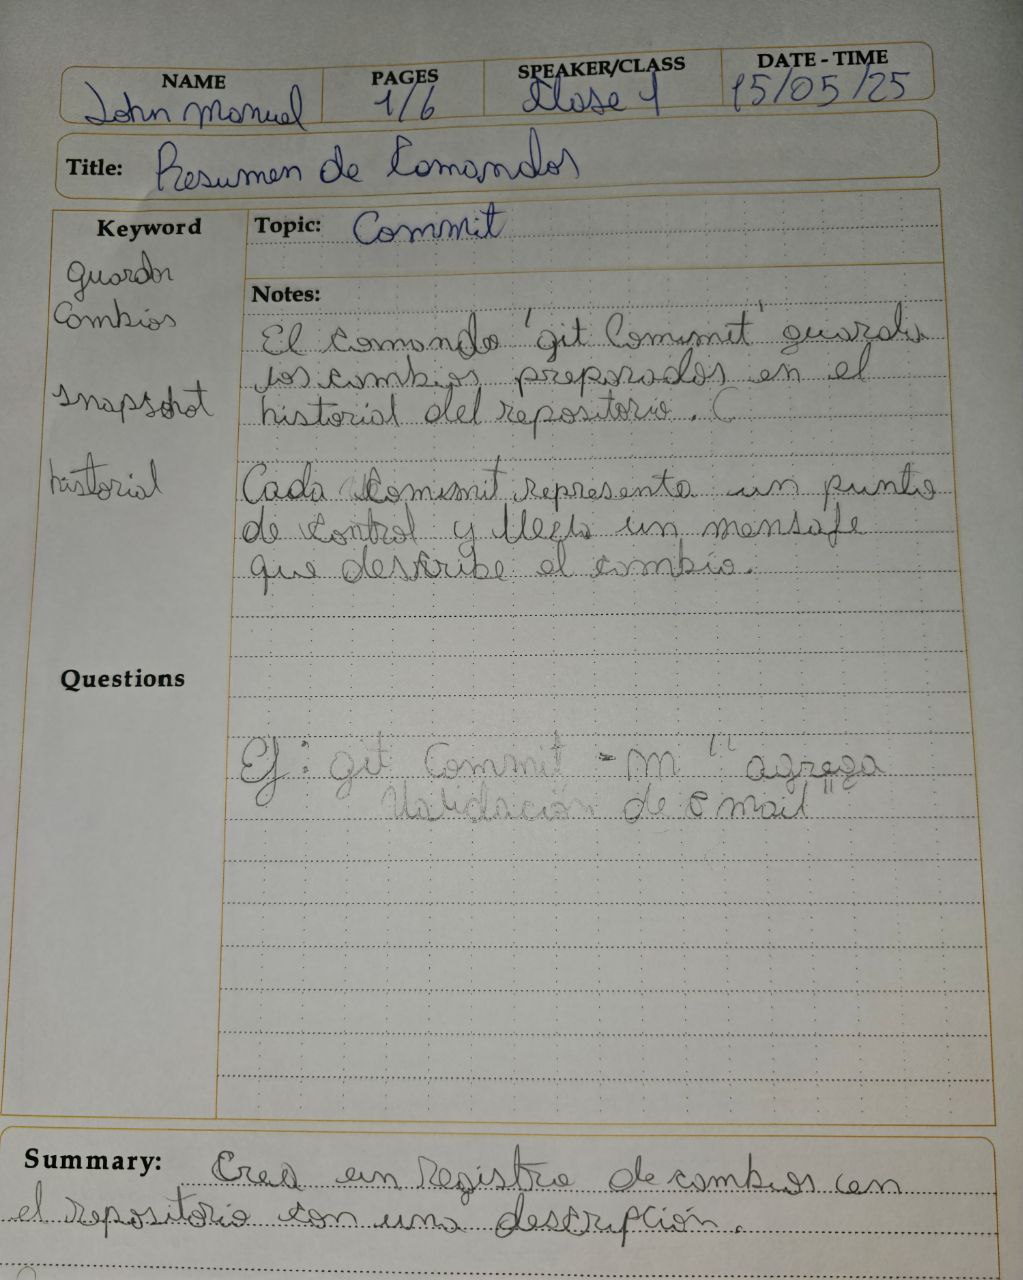 NAME PAGES SPEAKER/CLASS DATE - TIME
John Manuel 1/6 Clase 1 15/05/25
Title: Resumen de Comandos
Keyword
guardar
Cambios
snapshot
historial
Topic: Commit
Notes:
El comando 'git Commit' guarda
los cambios preparados en el
historial del repositorio. (
Cada Commit representa un punto
de control y lleva un mensaje
que describe el cambio.
Questions
Ej: git Commit -m "agrega
Validación de email"
Summary: Crea un registro de cambios en
el repositorio con una descripción.